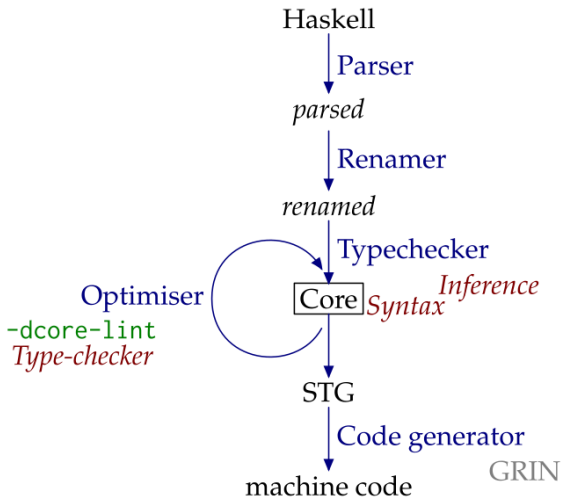 Haskell
Parser
parsed
Renamer
renamed
Typechecker
Optimiser
Core
Syntax
Inference
-dcore-lint
Type-checker
STG
Code generator
machine code
GRIN